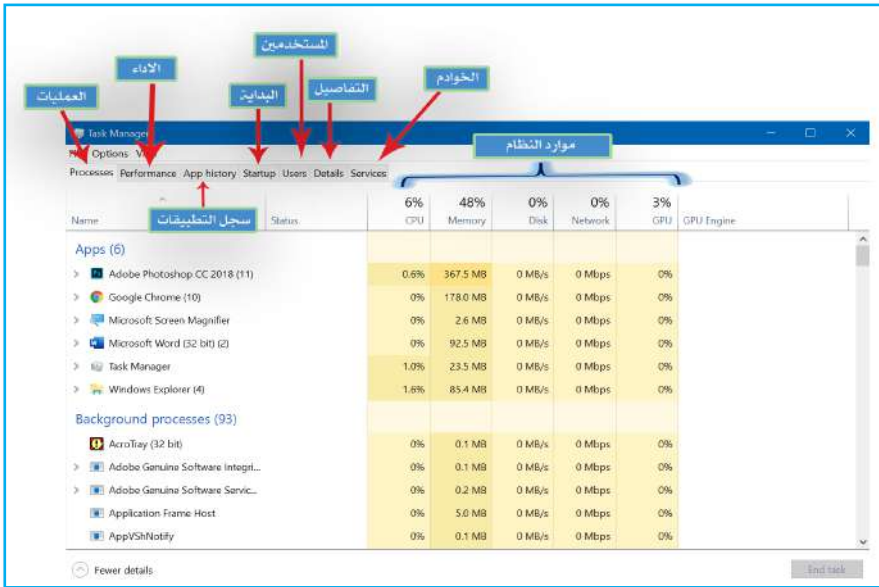 المستخدمين
الاداء
الخوادم
العمليات
البداية
التفاصيل
Task Manager
موارد النظام
Options
Processes Performance App history Startup Users Details Services
6% 48% 0% 0% 3%
Name سجل التطبيقات Status CPU Memory Disk Network GPU GPU Engine
Apps (6)
Adobe Photoshop CC 2018 (11) 0.6% 367.5 MB 0 MB/s 0 Mbps 0%
Google Chrome (10) 0% 178.0 MB 0 MB/s 0 Mbps 0%
Microsoft Screen Magnifier 0% 2.6 MB 0 MB/s 0 Mbps 0%
Microsoft Word (32 bit) (2) 0% 92.5 MB 0 MB/s 0 Mbps 0%
Task Manager 1.0% 23.5 MB 0 MB/s 0 Mbps 0%
Windows Explorer (4) 1.6% 85.4 MB 0 MB/s 0 Mbps 0%
Background processes (93)
AcroTray (32 bit) 0% 0.1 MB 0 MB/s 0 Mbps 0%
Adobe Genuine Software Integri... 0% 0.1 MB 0 MB/s 0 Mbps 0%
Adobe Genuine Software Servic... 0% 0.2 MB 0 MB/s 0 Mbps 0%
Application Frame Host 0% 5.0 MB 0 MB/s 0 Mbps 0%
AppVShNotify 0% 0.1 MB 0 MB/s 0 Mbps 0%
Fewer details End task